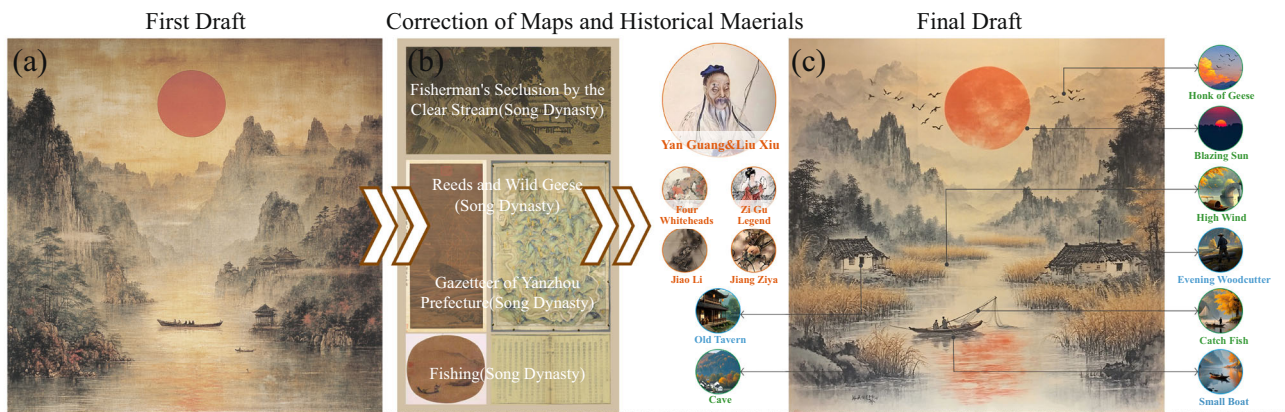 First Draft
Correction of Maps and Historical Maerials
Final Draft
(a)
(b)
Fisherman's Seclusion by the
Clear Stream(Song Dynasty)
Reeds and Wild Geese
(Song Dynasty)
Gazetteer of Yanzhou
Prefecture(Song Dynasty)
Fishing(Song Dynasty)
Yan Guang&Liu Xiu
Four
Whiteheads
Zi Gu
Legend
Jiao Li
Jiang Ziya
Old Tavern
Cave
(c)
Honk of Geese
Blazing Sun
High Wind
Evening Woodcutter
Catch Fish
Small Boat